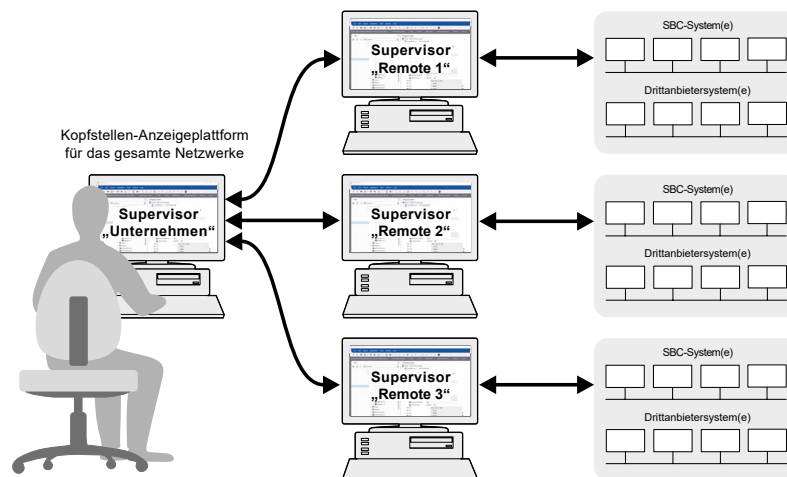 SBC-System(e)
Supervisor
„Remote 1“
Drittanbietersystem(e)
Kopfstellen-Anzeigeplattform
für das gesamte Netzwerke
Supervisor
„Unternehmen“
Supervisor
„Remote 2“
SBC-System(e)
Drittanbietersystem(e)
Supervisor
„Remote 3“
SBC-System(e)
Drittanbietersystem(e)